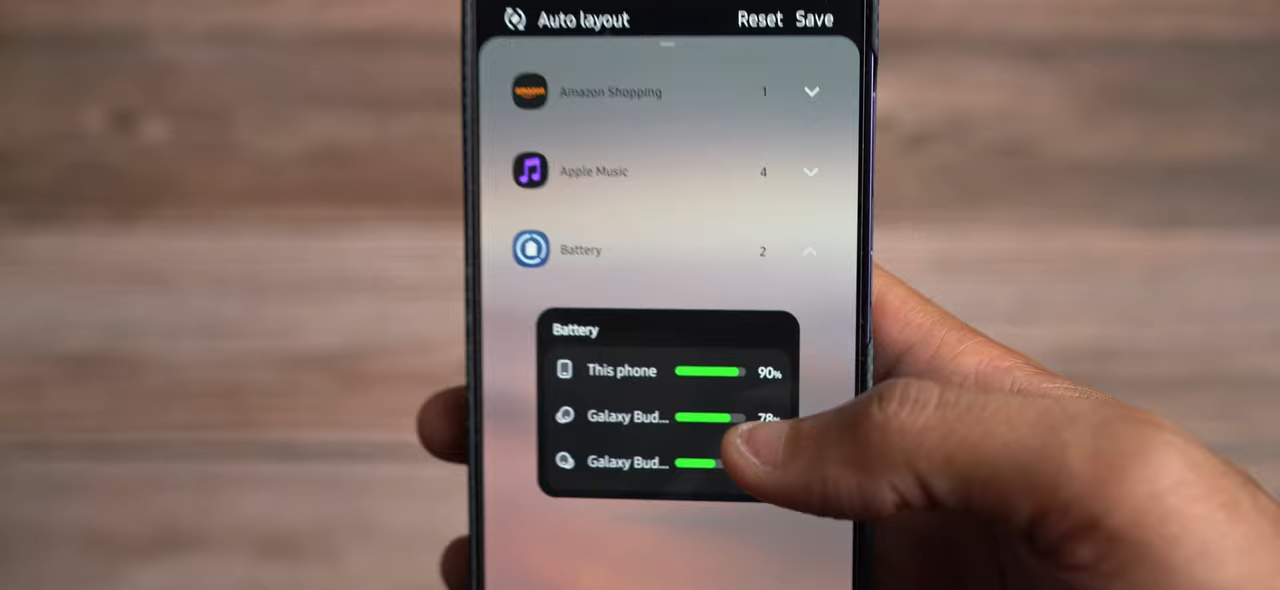 Auto layout Reset Save
Amazon Shopping 1
Apple Music 4
Battery 2
Battery
This phone 90%
Galaxy Bud... 78%
Galaxy Bud...